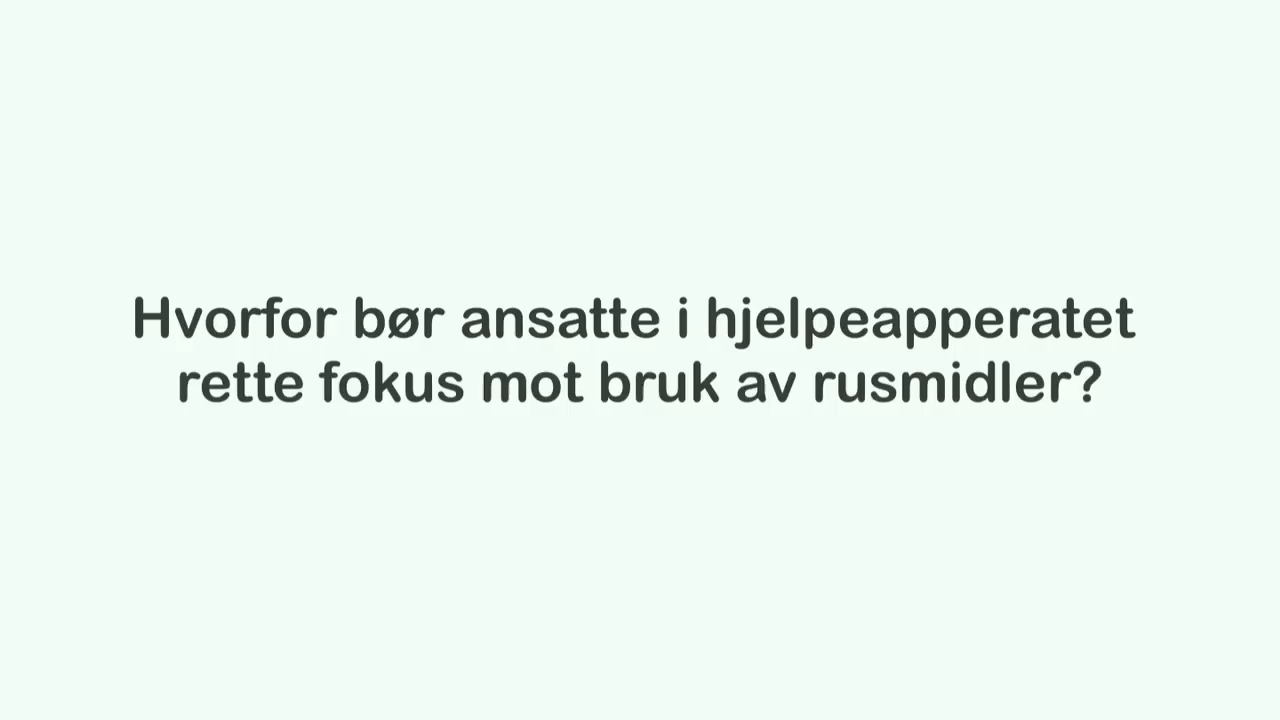 Hvorfor bør ansatte i hjelpeapperatet
rette fokus mot bruk av rusmidler?